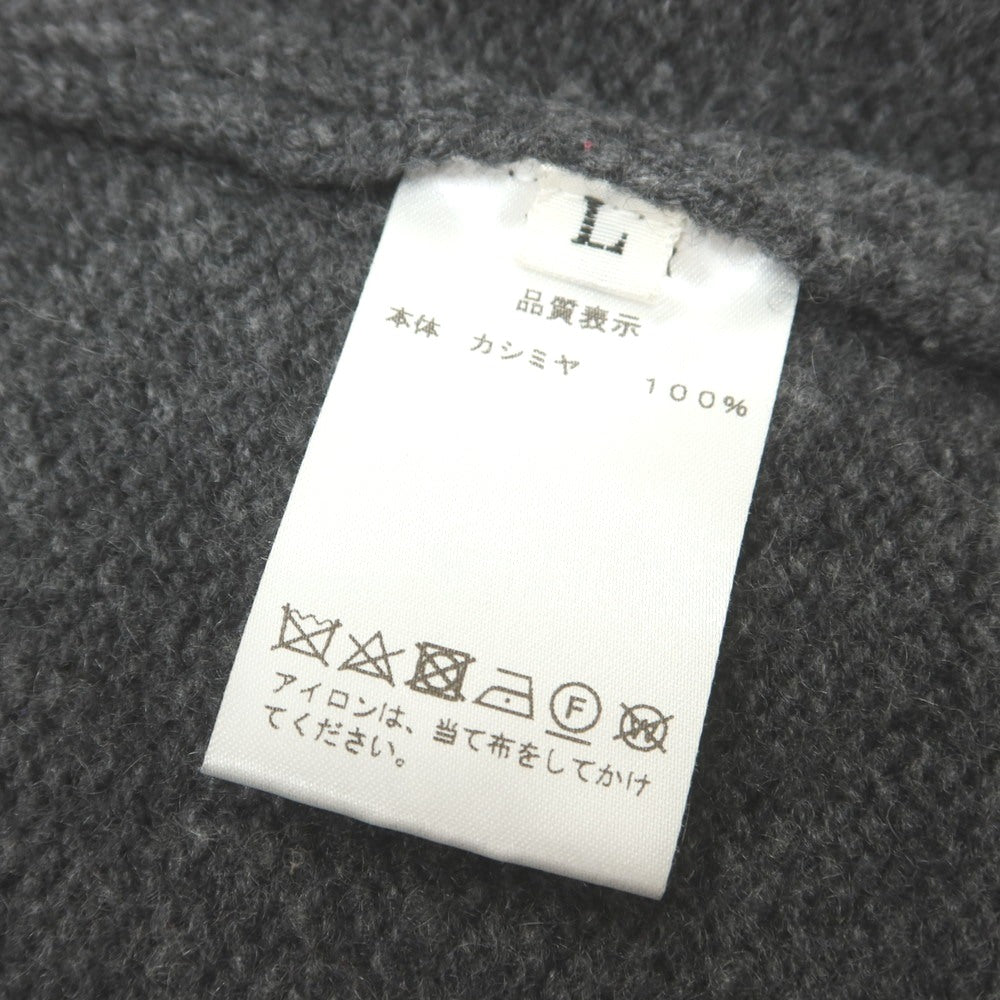 L
品質表示
本体 カシミヤ 100%
F
W
アイロンは、当て布をしてかけ
てください。